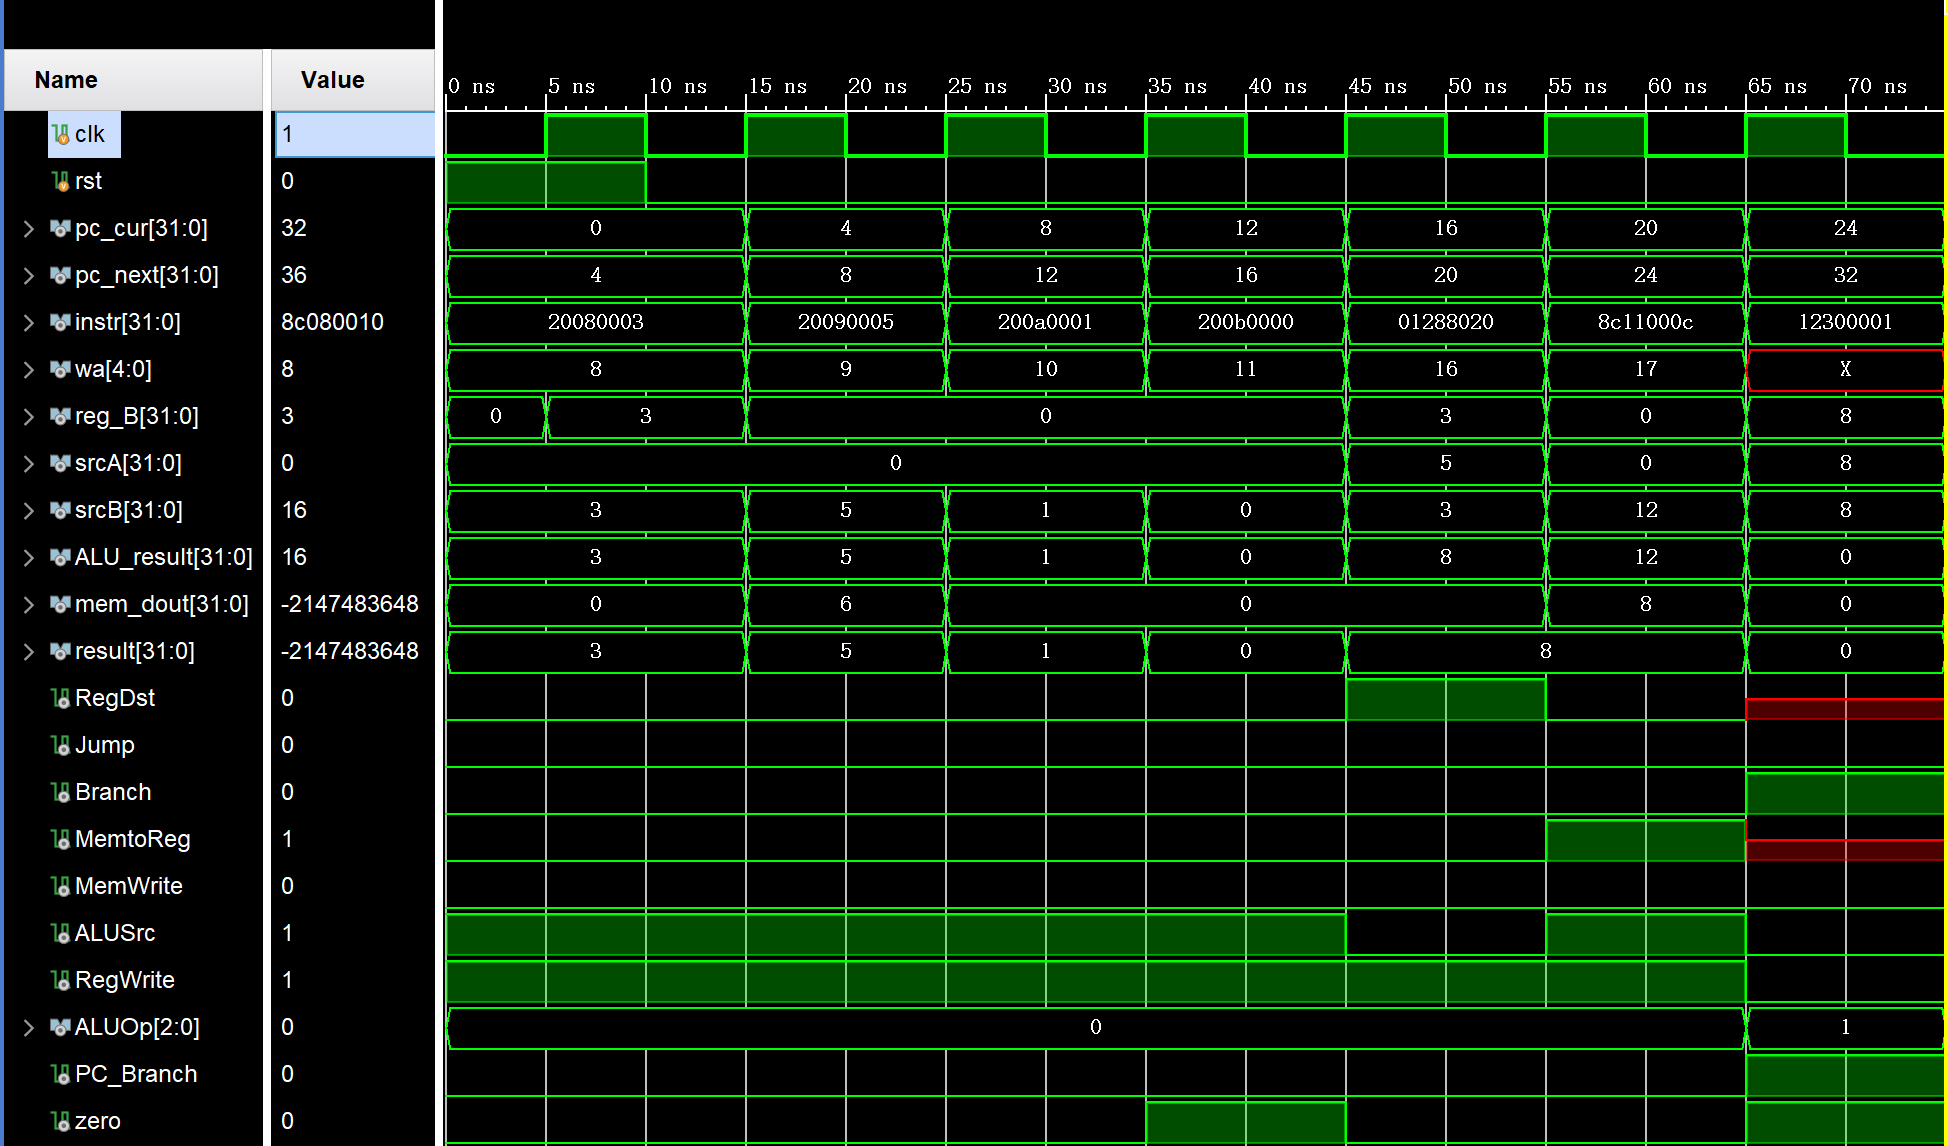 Name Value
0 ns 5 ns 10 ns 15 ns 20 ns 25 ns 30 ns 35 ns 40 ns 45 ns 50 ns 55 ns 60 ns 65 ns 70 ns
clk 1
rst 0
pc_cur[31:0] 32 0 4 8 12 16 20 24
pc_next[31:0] 36 4 8 12 16 20 24 32
instr[31:0] 8c080010 20080003 20090005 200a0001 200b0000 01288020 8c11000c 12300001
wa[4:0] 8 8 9 10 11 16 17 X
reg_B[31:0] 3 0 3 0 3 0 8
srcA[31:0] 0 0 5 0 8
srcB[31:0] 16 3 5 1 0 3 12 8
ALU_result[31:0] 16 3 5 1 0 8 12 0
mem_dout[31:0] -2147483648 0 6 0 8 0
result[31:0] -2147483648 3 5 1 0 8 0
RegDst 0
Jump 0
Branch 0
MemtoReg 1
MemWrite 0
ALUSrc 1
RegWrite 1
ALUOp[2:0] 0 0 1
PC_Branch 0
zero 0